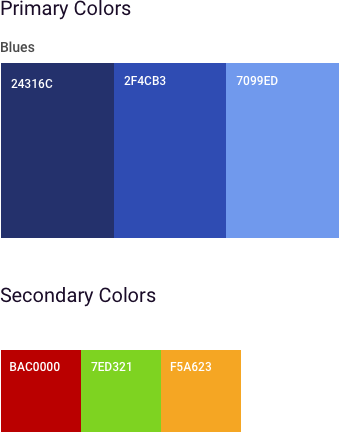 Primary Colors
Blues
24316C 2F4CB3 7099ED
Secondary Colors
BAC0000 7ED321 F5A623